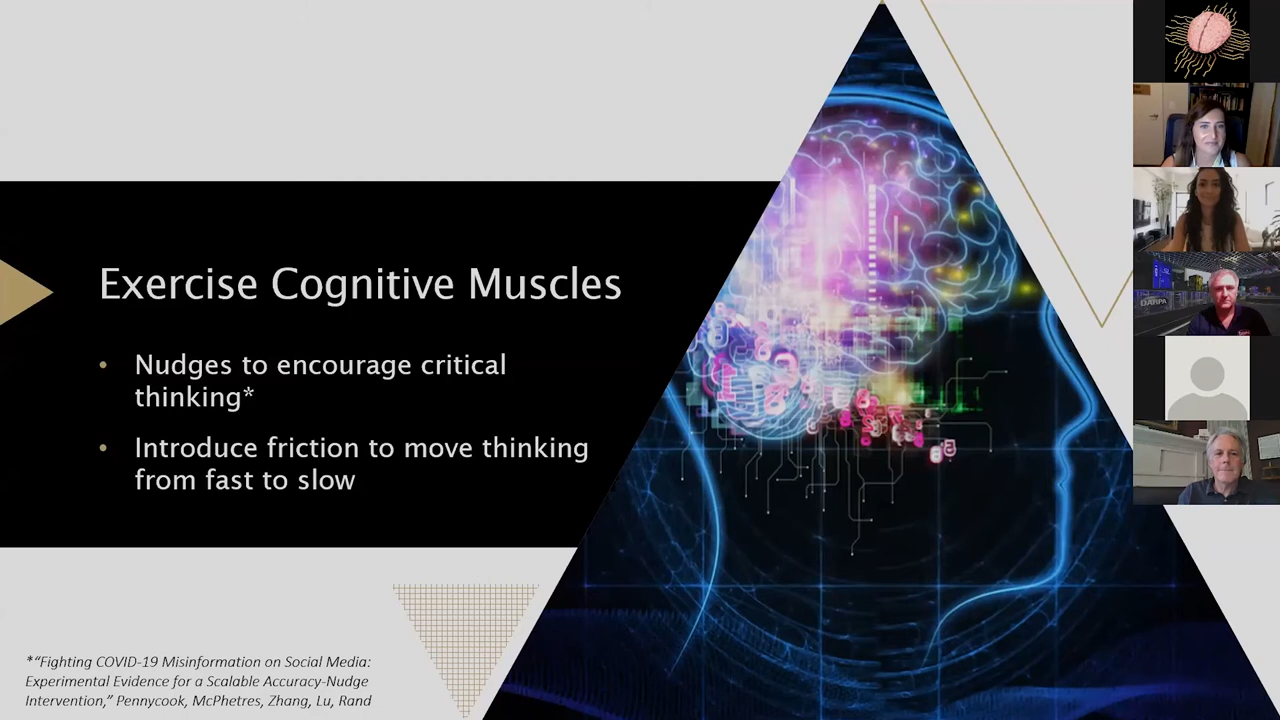 Exercise Cognitive Muscles
• Nudges to encourage critical
thinking*
• Introduce friction to move thinking
from fast to slow
*“Fighting COVID-19 Misinformation on Social Media:
Experimental Evidence for a Scalable Accuracy-Nudge
Intervention,” Pennycook, McPhetres, Zhang, Lu, Rand
DARPA